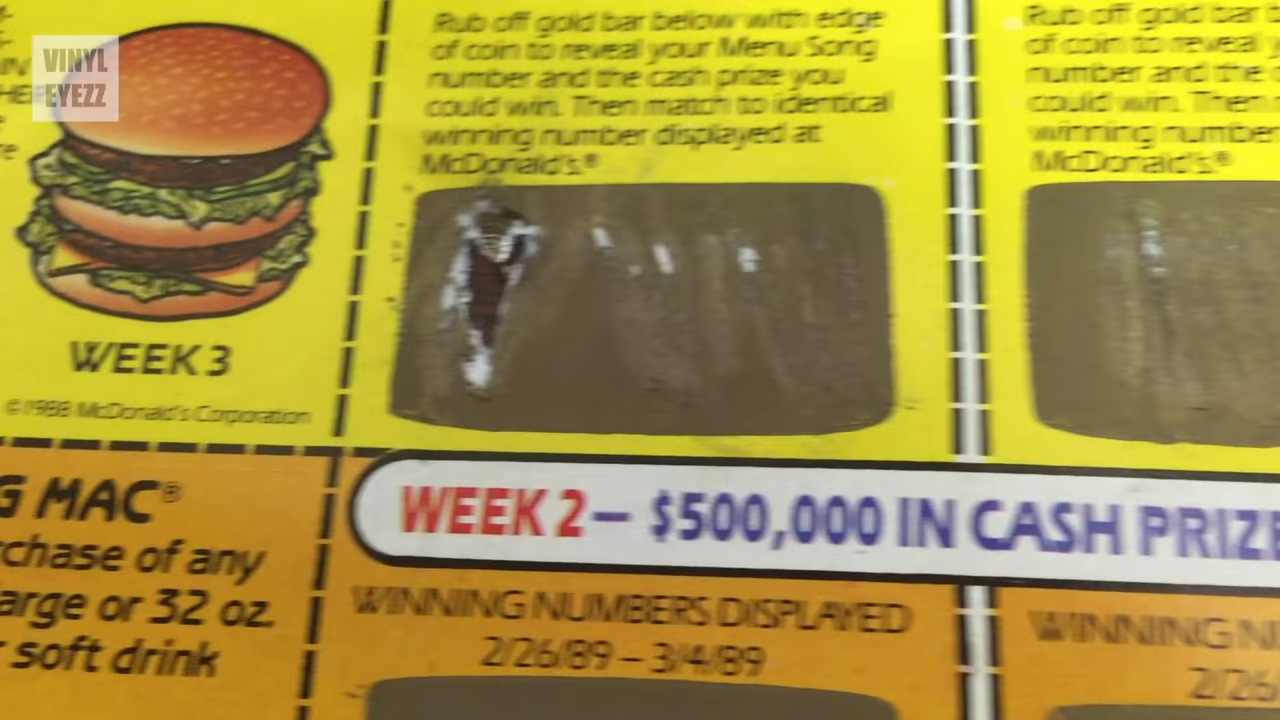 VINYL
EYEZZ
Rub off gold bar below with edge
of coin to reveal your Menu Song
number and the cash prize you
could win. Then match to identical
winning number displayed at
McDonald's®
Rub off gold bar
of coin to reveal
number and the
could win. Then
winning number
McDonald's®
WEEK 3
© 1988 McDonald's Corporation
G MAC®
rchase of any
arge or 32 oz.
r soft drink
WEEK 2 — $500,000 IN CASH PRIZE
WINNING NUMBERS DISPLAYED
2/26/89 – 3/4/89
WINNING N
2/26/